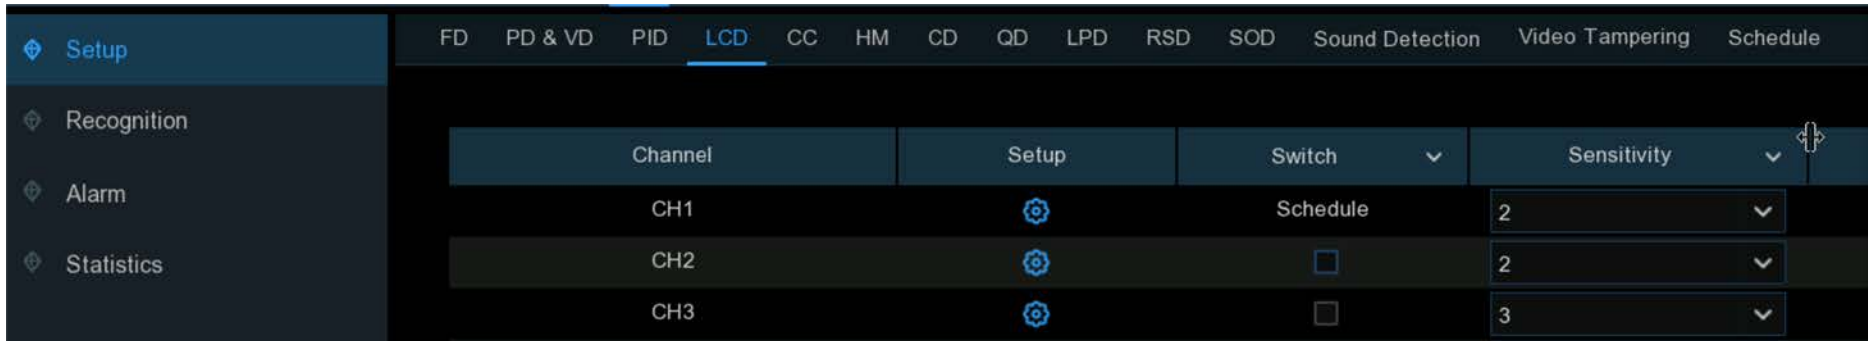 Setup
Recognition
Alarm
Statistics
FD PD & VD PID LCD CC HM CD QD LPD RSD SOD Sound Detection Video Tampering Schedule
Channel Setup Switch Sensitivity
CH1 Schedule 2
CH2 2
CH3 3